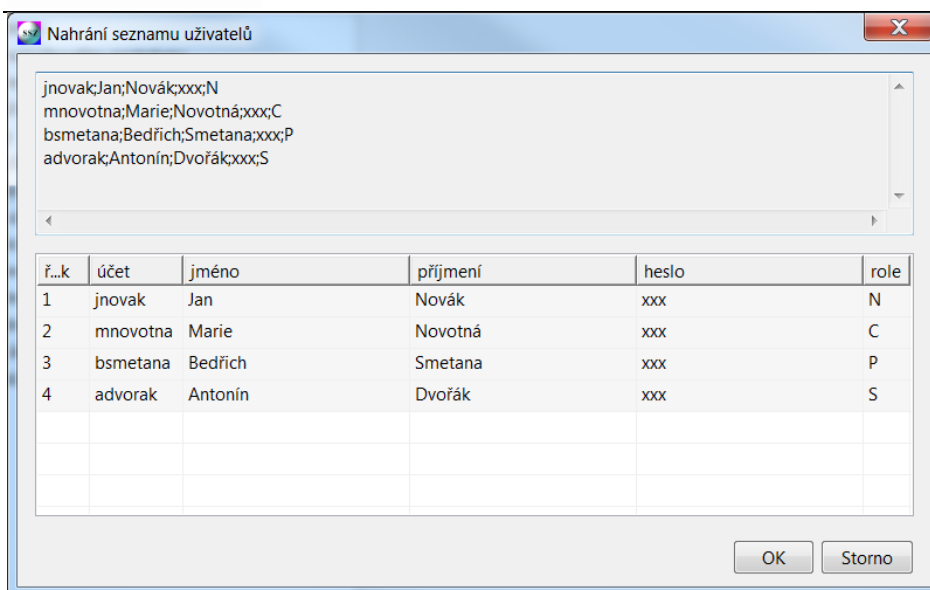 ssl Nahrání seznamu uživatelů
jnovak;Jan;Novák;xxx;N
mnovotna;Marie;Novotná;xxx;C
bsmetana;Bedřich;Smetana;xxx;P
advorak;Antonín;Dvořák;xxx;S
ř...k účet jméno příjmení heslo role
1 jnovak Jan Novák xxx N
2 mnovotna Marie Novotná xxx C
3 bsmetana Bedřich Smetana xxx P
4 advorak Antonín Dvořák xxx S
OK Storno